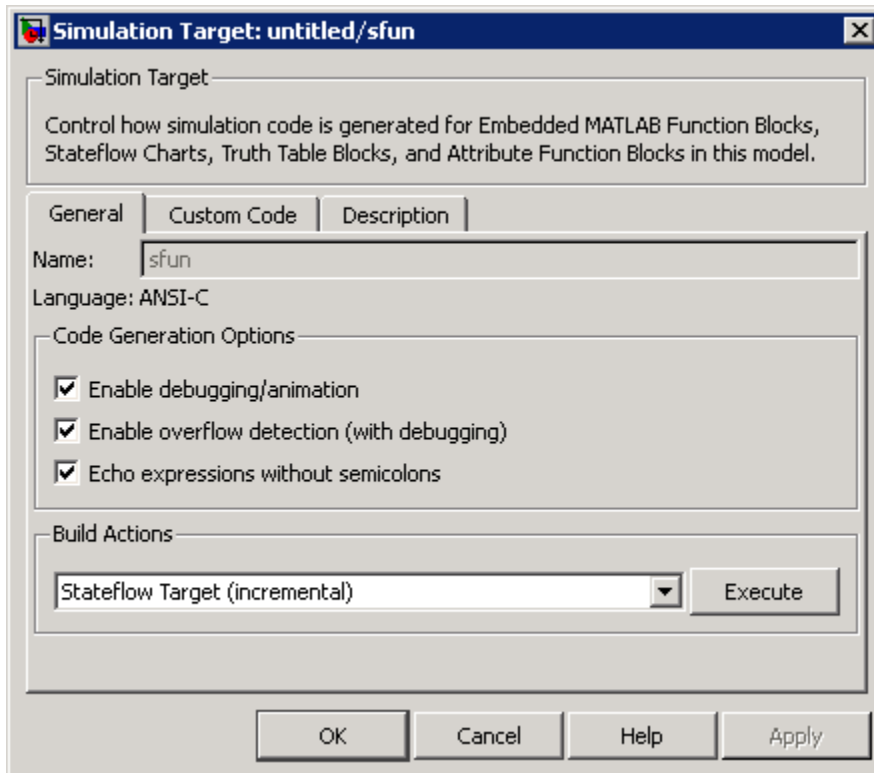 Simulation Target: untitled/sfun
Simulation Target
Control how simulation code is generated for Embedded MATLAB Function Blocks,
Stateflow Charts, Truth Table Blocks, and Attribute Function Blocks in this model.
General Custom Code Description
Name: sfun
Language: ANSI-C
Code Generation Options
Enable debugging/animation
Enable overflow detection (with debugging)
Echo expressions without semicolons
Build Actions
Stateflow Target (incremental) Execute
OK Cancel Help Apply